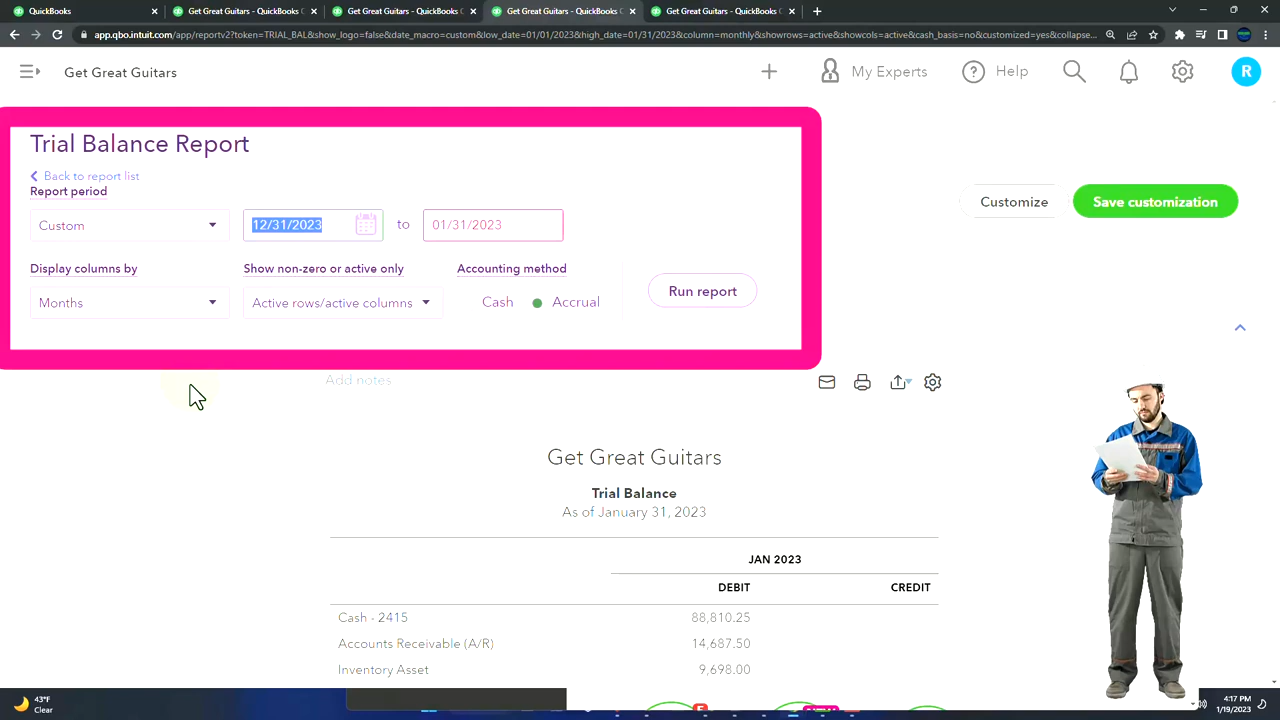 Get Great Guitars - QuickBooks C
Get Great Guitars - QuickBooks C
Get Great Guitars - QuickBooks C
Get Great Guitars - QuickBooks C
Get Great Guitars - QuickBooks C
app.qbo.intuit.com/app/reportv2?token=TRIAL_BAL&show_logo=false&date_macro=custom&low_date=01/01/2023&high_date=01/31/2023&column=monthly&showrows=active&showcols=active&cash_basis=no&customized=yes&collapse...
Get Great Guitars
My Experts
Help
R
Trial Balance Report
Back to report list
Report period
Custom
12/31/2023
to
01/31/2023
Customize
Save customization
Display columns by
Show non-zero or active only
Accounting method
Months
Active rows/active columns
Cash
Accrual
Run report
Add notes
Get Great Guitars
Trial Balance
As of January 31, 2023
JAN 2023
DEBIT CREDIT
Cash - 2415 88,810.25
Accounts Receivable (A/R) 14,687.50
Inventory Asset 9,698.00
43°F
Clear
4:17 PM
1/19/2023